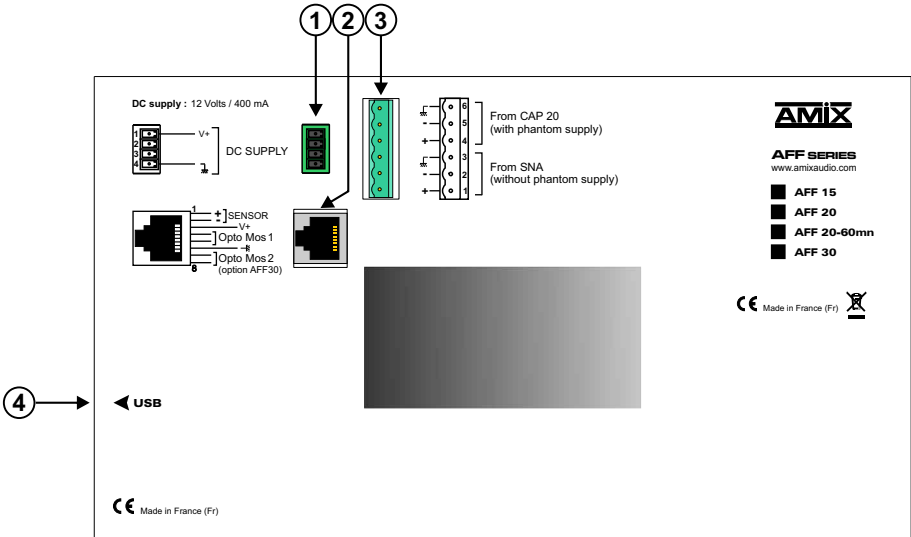 1 2 3
DC supply : 12 Volts / 400 mA
1
2
3
4
V+
DC SUPPLY
6
5
4
3
2
1
-
+
-
+
From CAP 20
(with phantom supply)
From SNA
(without phantom supply)
AMIX
AFF SERIES
www.amixaudio.com
AFF 15
AFF 20
AFF 20-60mn
AFF 30
1
+
-
SENSOR
V+
Opto Mos 1
Opto Mos 2
(option AFF30)
8
CE Made in France (Fr)
4
USB
CE Made in France (Fr)